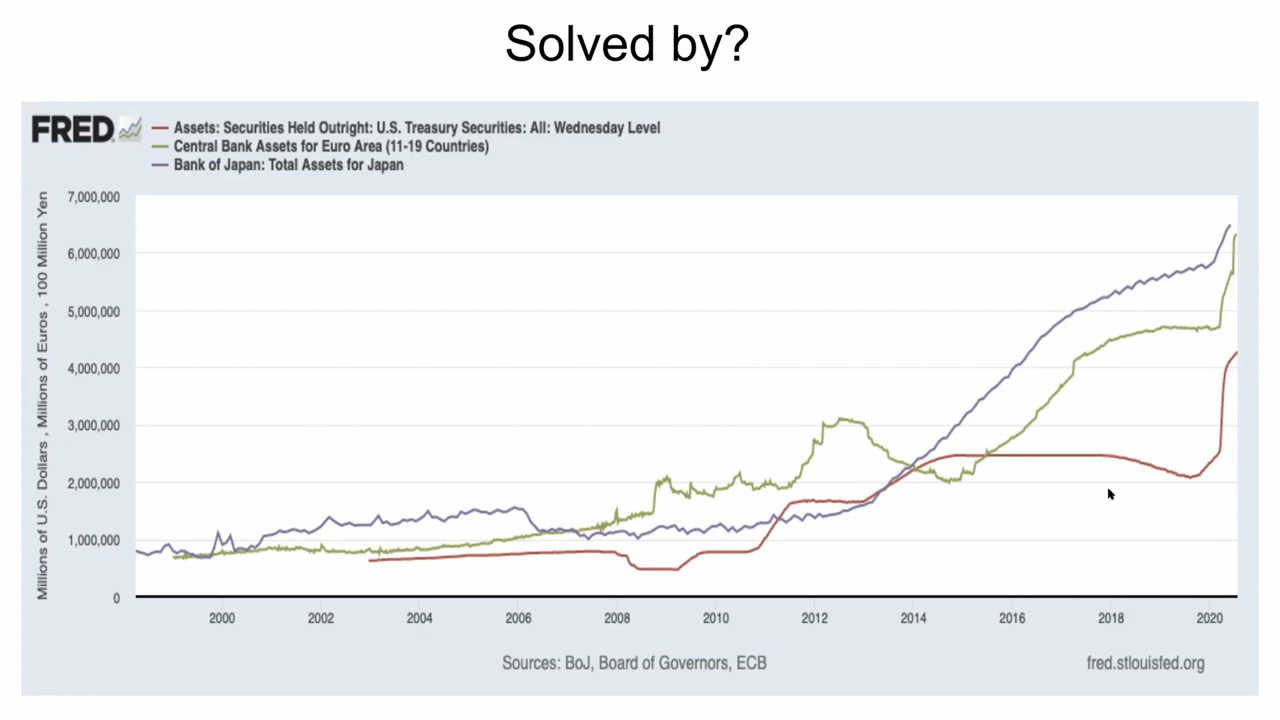 Solved by?
FRED
Assets: Securities Held Outright: U.S. Treasury Securities: All: Wednesday Level
Central Bank Assets for Euro Area (11-19 Countries)
Bank of Japan: Total Assets for Japan
Millions of U.S. Dollars , Millions of Euros , 100 Million Yen
7,000,000
6,000,000
5,000,000
4,000,000
3,000,000
2,000,000
1,000,000
0
2000 2002 2004 2006 2008 2010 2012 2014 2016 2018 2020
Sources: BoJ, Board of Governors, ECB
fred.stlouisfed.org